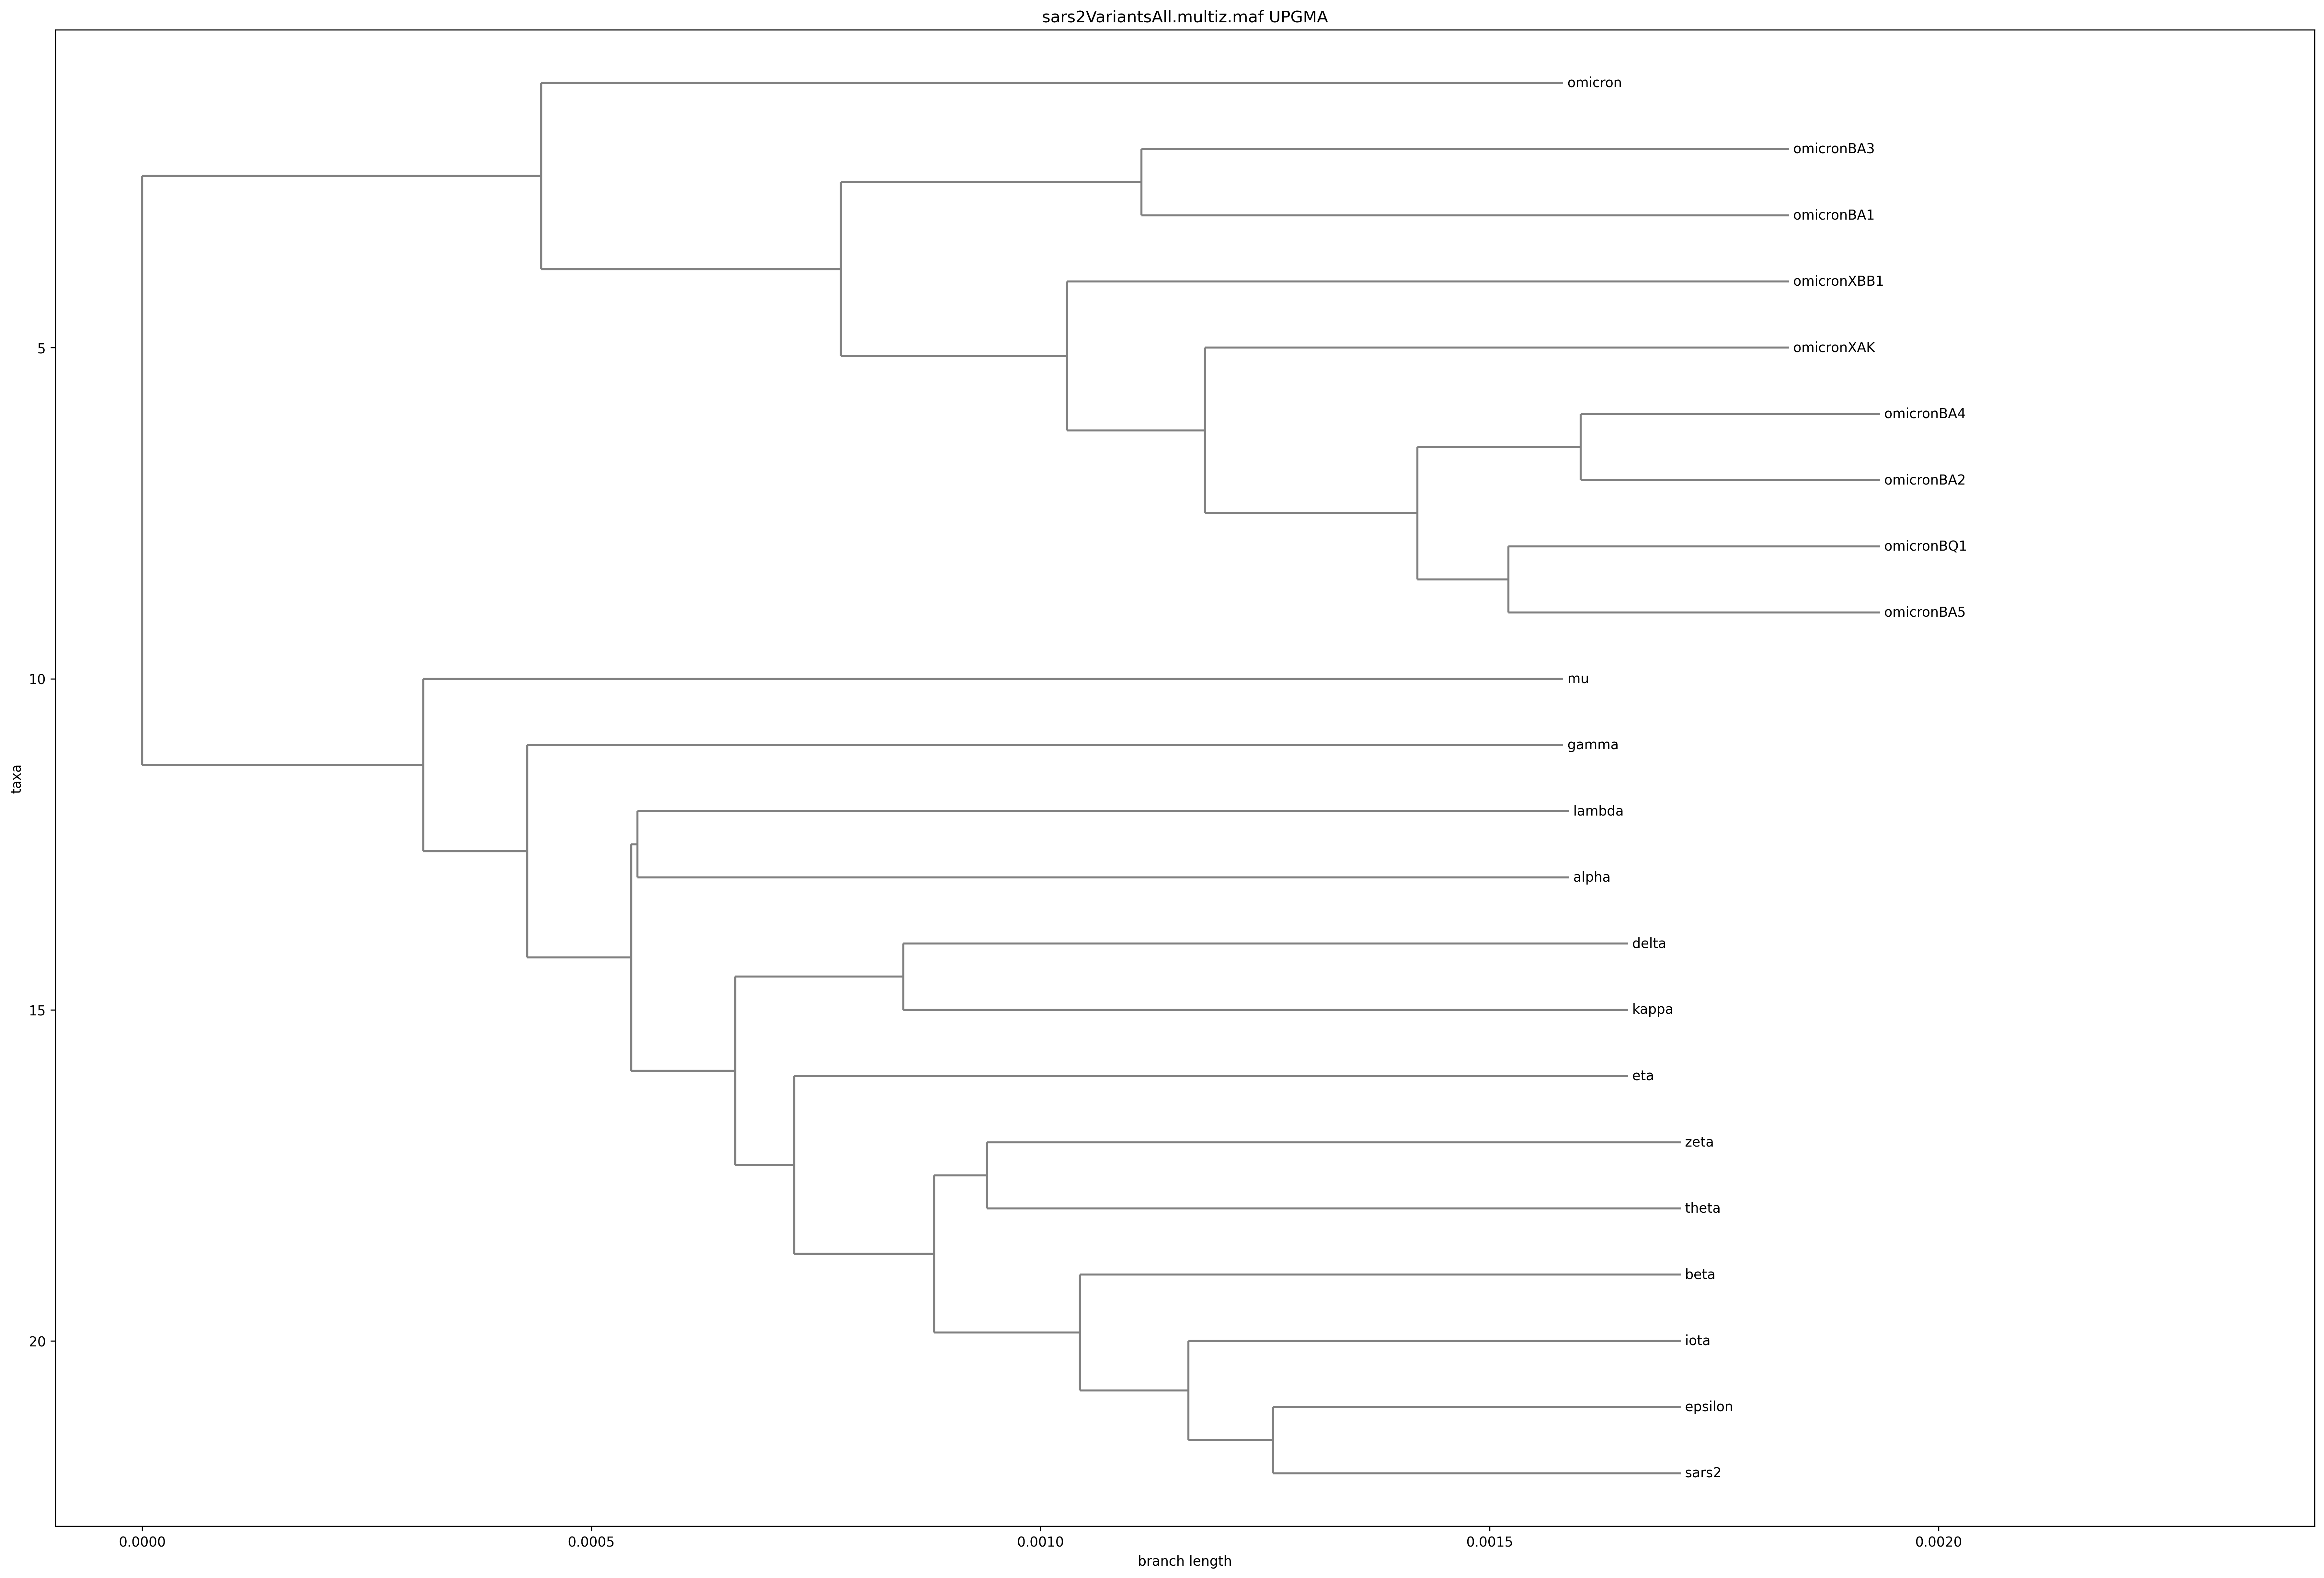 sars2VariantsAll.multiz.maf UPGMA
omicron
omicronBA3
omicronBA1
omicronXBB1
5
omicronXAK
omicronBA4
omicronBA2
omicronBQ1
omicronBA5
10
mu
gamma
taxa
lambda
alpha
delta
15
kappa
eta
zeta
theta
beta
20
iota
epsilon
sars2
0.0000 0.0005 0.0010 0.0015 0.0020
branch length